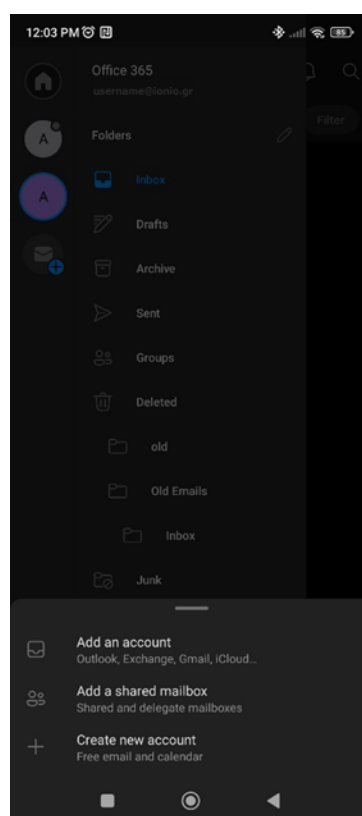 12:03 PM
85
Office 365
username@ionio.gr
Filter
A
Folders
A
Inbox
Drafts
Archive
Sent
Groups
Deleted
old
Old Emails
Inbox
Junk
Add an account
Outlook, Exchange, Gmail, iCloud...
Add a shared mailbox
Shared and delegate mailboxes
Create new account
Free email and calendar